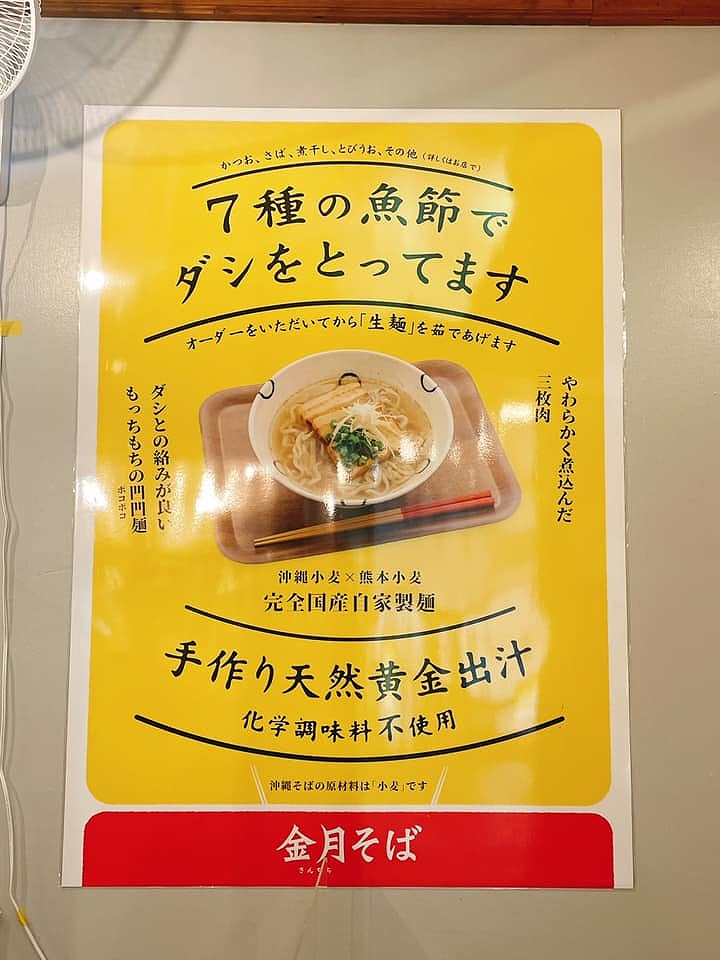 かつお、さば、煮干し、とびうお、その他（詳しくはお店で）
7種の魚節で
ダシをとってます
オーダーをいただいてから「生麺」を茹であげます
やわらかく煮込んだ
三枚肉
ダシとの絡みが良い
もっちもちの凹凸麺
ボコボコ
沖縄小麦×熊本小麦
完全国産自家製麺
手作り天然黄金出汁
化学調味料不使用
沖縄そばの原材料は「小麦」です
金月そば